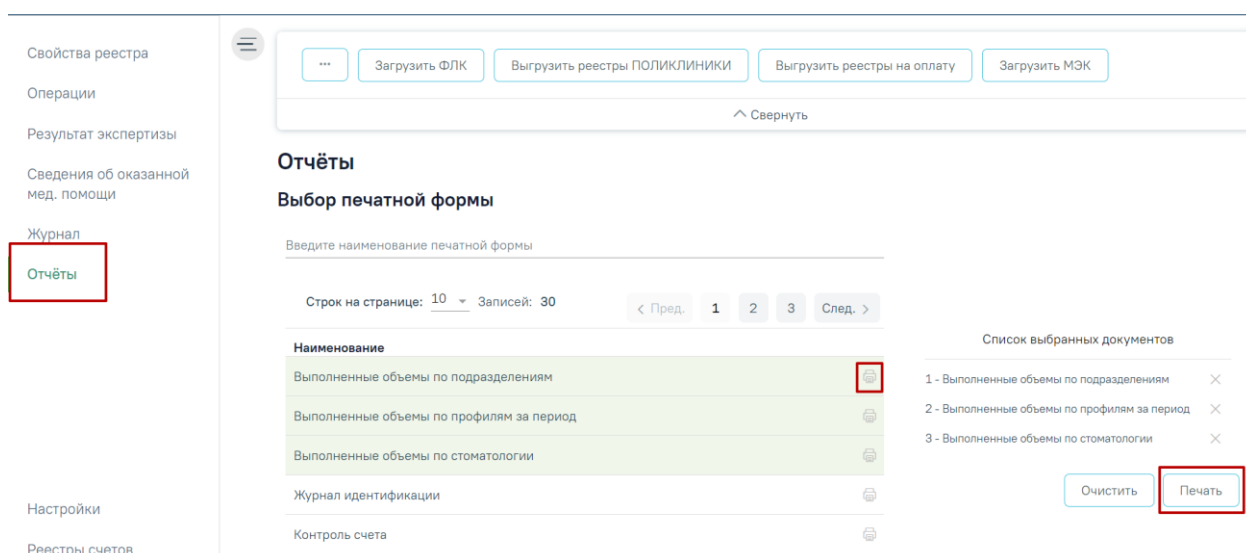 Свойства реестра
Операции
Результат экспертизы
Сведения об оказанной
мед. помощи
Журнал
Отчёты
Настройки
Реестры счетов
... Загрузить ФЛК Выгрузить реестры ПОЛИКЛИНИКИ Выгрузить реестры на оплату Загрузить МЭК
Свернуть
Отчёты
Выбор печатной формы
Введите наименование печатной формы
Строк на странице: 10 Записей: 30 < Пред. 1 2 3 След. >
Наименование
Выполненные объемы по подразделениям
Выполненные объемы по профилям за период
Выполненные объемы по стоматологии
Журнал идентификации
Контроль счета
Список выбранных документов
1 - Выполненные объемы по подразделениям
2 - Выполненные объемы по профилям за период
3 - Выполненные объемы по стоматологии
Очистить Печать